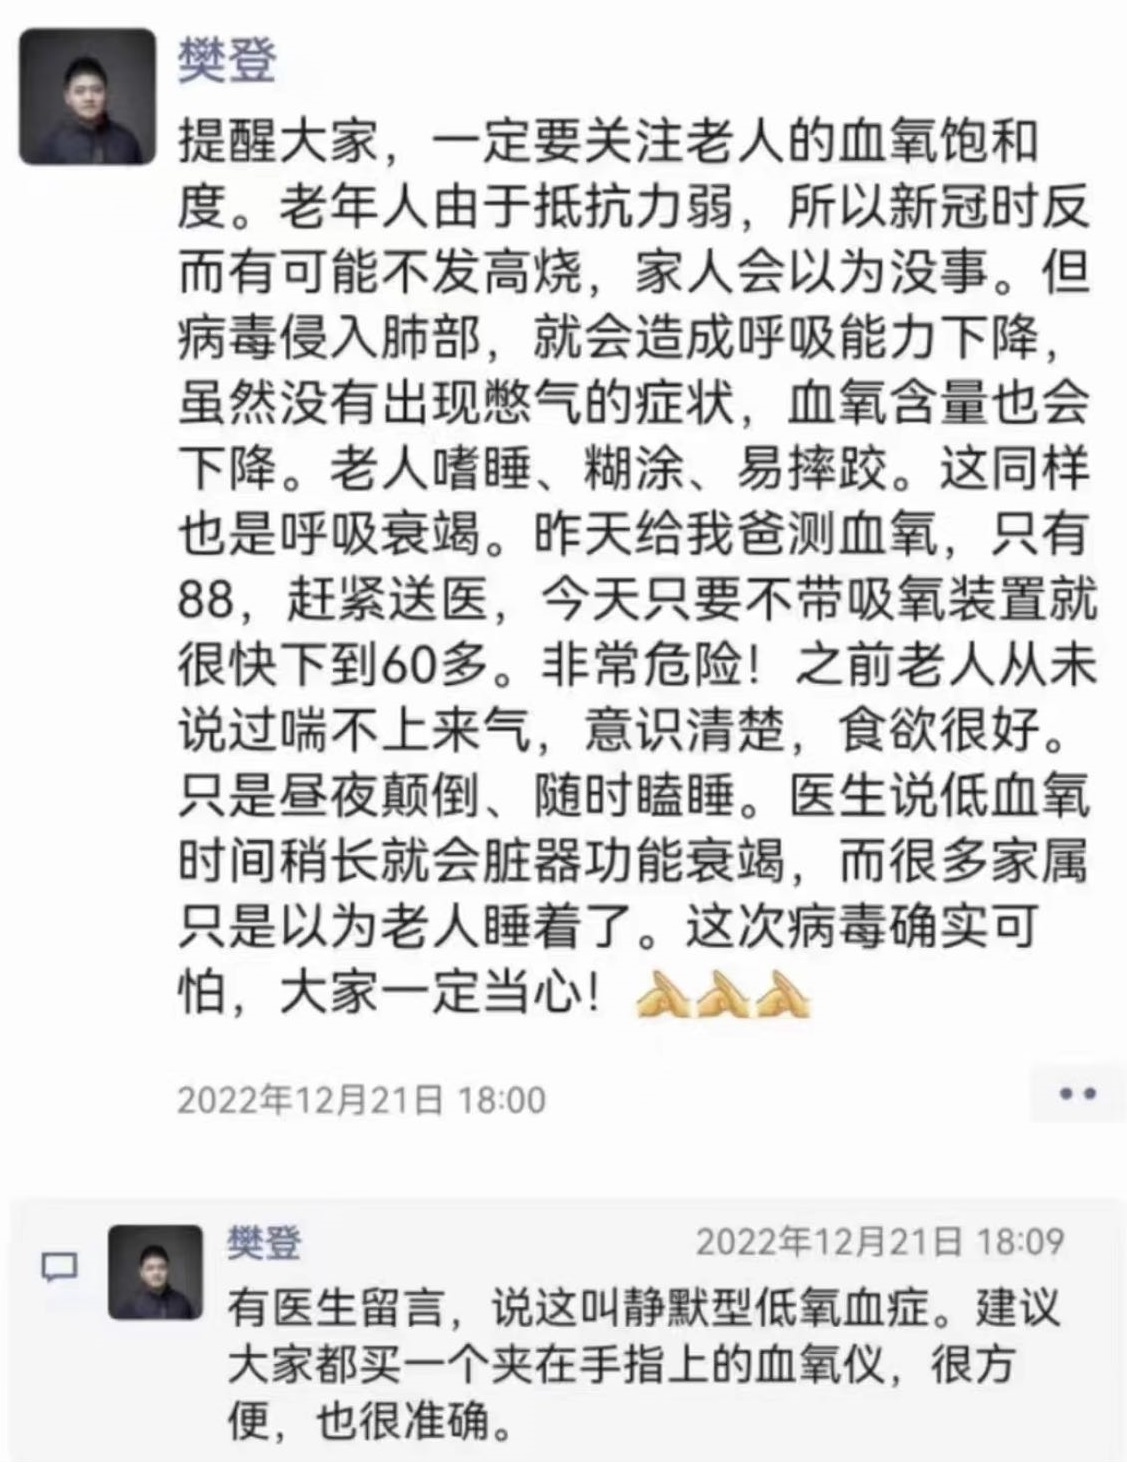 樊登
提醒大家，一定要关注老人的血氧饱和
度。老年人由于抵抗力弱，所以新冠时反
而有可能不发高烧，家人会以为没事。但
病毒侵入肺部，就会造成呼吸能力下降，
虽然没有出现憋气的症状，血氧含量也会
下降。老人嗜睡、糊涂、易摔跤。这同样
也是呼吸衰竭。昨天给我爸测血氧，只有
88，赶紧送医，今天只要不带吸氧装置就
很快下到60多。非常危险！之前老人从未
说过喘不上来气，意识清楚，食欲很好。
只是昼夜颠倒、随时瞌睡。医生说低血氧
时间稍长就会脏器功能衰竭，而很多家属
只是以为老人睡着了。这次病毒确实可
怕，大家一定当心！
2022年12月21日 18:00
樊登
2022年12月21日 18:09
有医生留言，说这叫静默型低氧血症。建议
大家都买一个夹在手指上的血氧仪，很方
便，也很准确。